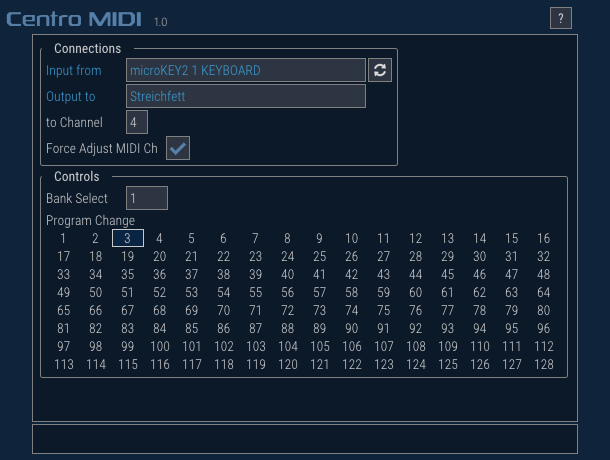 Centro MIDI 1.0 ?
Connections
Input from microKEY2 1 KEYBOARD
Output to Streichfett
to Channel 4
Force Adjust MIDI Ch
Controls
Bank Select 1
Program Change
1 2 3 4 5 6 7 8 9 10 11 12 13 14 15 16
17 18 19 20 21 22 23 24 25 26 27 28 29 30 31 32
33 34 35 36 37 38 39 40 41 42 43 44 45 46 47 48
49 50 51 52 53 54 55 56 57 58 59 60 61 62 63 64
65 66 67 68 69 70 71 72 73 74 75 76 77 78 79 80
81 82 83 84 85 86 87 88 89 90 91 92 93 94 95 96
97 98 99 100 101 102 103 104 105 106 107 108 109 110 111 112
113 114 115 116 117 118 119 120 121 122 123 124 125 126 127 128